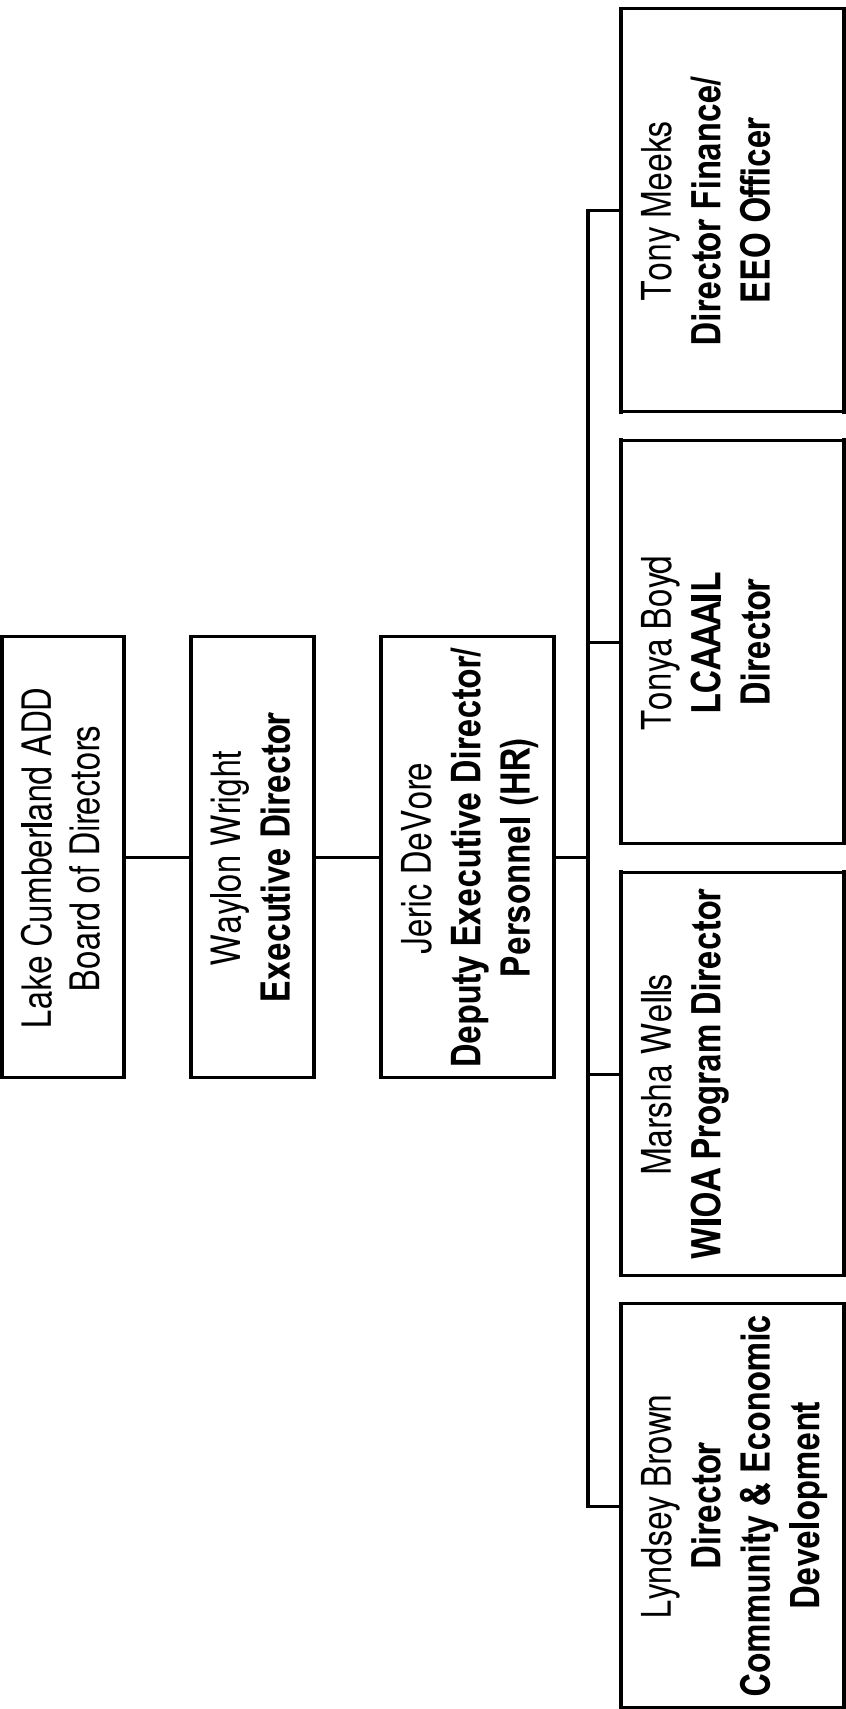 Lake Cumberland ADD
Board of Directors
Waylon Wright
Executive Director
Jeric DeVore
Deputy Executive Director/
Personnel (HR)
Lyndsey Brown
Director
Community & Economic
Development
Marsha Wells
WIOA Program Director
Tonya Boyd
LCAAAIL
Director
Tony Meeks
Director Finance/
EEO Officer